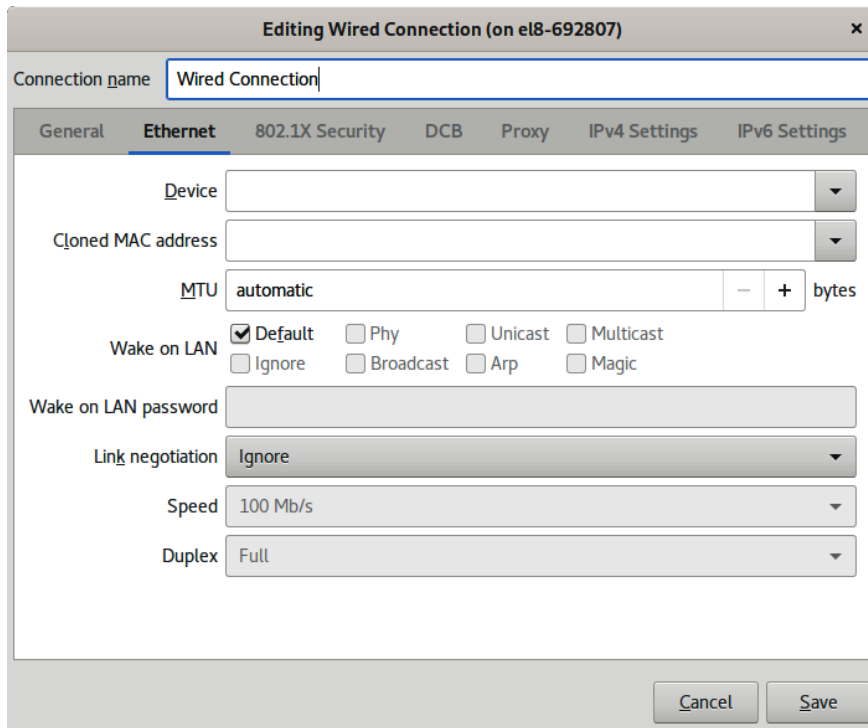 Editing Wired Connection (on el8-692807) ×
Connection name Wired Connection
General Ethernet 802.1X Security DCB Proxy IPv4 Settings IPv6 Settings
Device
Cloned MAC address
MTU automatic − + bytes
Wake on LAN
Default Phy Unicast Multicast
Ignore Broadcast Arp Magic
Wake on LAN password
Link negotiation Ignore
Speed 100 Mb/s
Duplex Full
Cancel Save